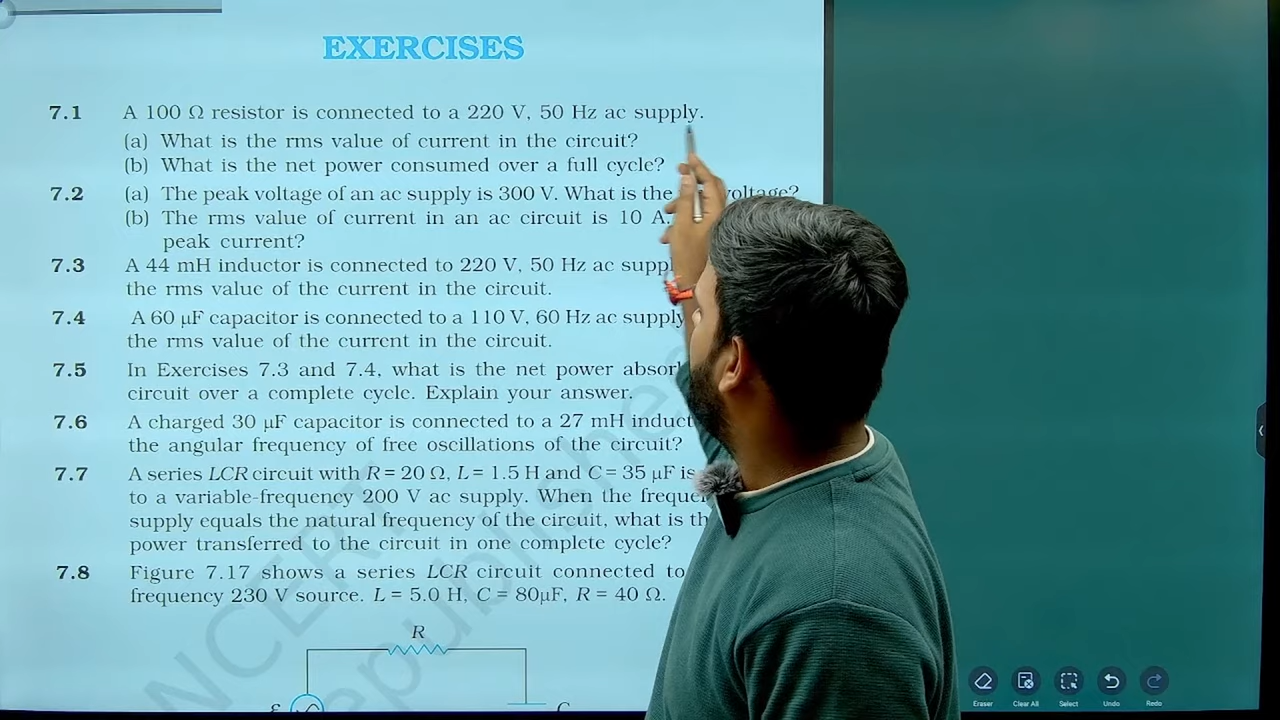 EXERCISES
7.1 A 100 Ω resistor is connected to a 220 V, 50 Hz ac supply.
(a) What is the rms value of current in the circuit?
(b) What is the net power consumed over a full cycle?
7.2 (a) The peak voltage of an ac supply is 300 V. What is the voltage?
(b) The rms value of current in an ac circuit is 10 A.
peak current?
7.3 A 44 mH inductor is connected to 220 V, 50 Hz ac
the rms value of the current in the circuit.
7.4 A 60 μF capacitor is connected to a 110 V, 60 Hz ac supply
the rms value of the current in the circuit.
7.5 In Exercises 7.3 and 7.4, what is the net power
circuit over a complete cycle. Explain your answer.
7.6 A charged 30 μF capacitor is connected to a 27 mH
the angular frequency of free oscillations of the circuit?
7.7 A series LCR circuit with R = 20 Ω, L = 1.5 H and C = 35 μF is
to a variable-frequency 200 V ac supply. When the
supply equals the natural frequency of the circuit, what is
power transferred to the circuit in one complete cycle?
7.8 Figure 7.17 shows a series LCR circuit connected to
frequency 230 V source. L = 5.0 H, C = 80μF, R = 40 Ω.
R
ε C
NCERT
Eraser Clear All Select Undo Redo